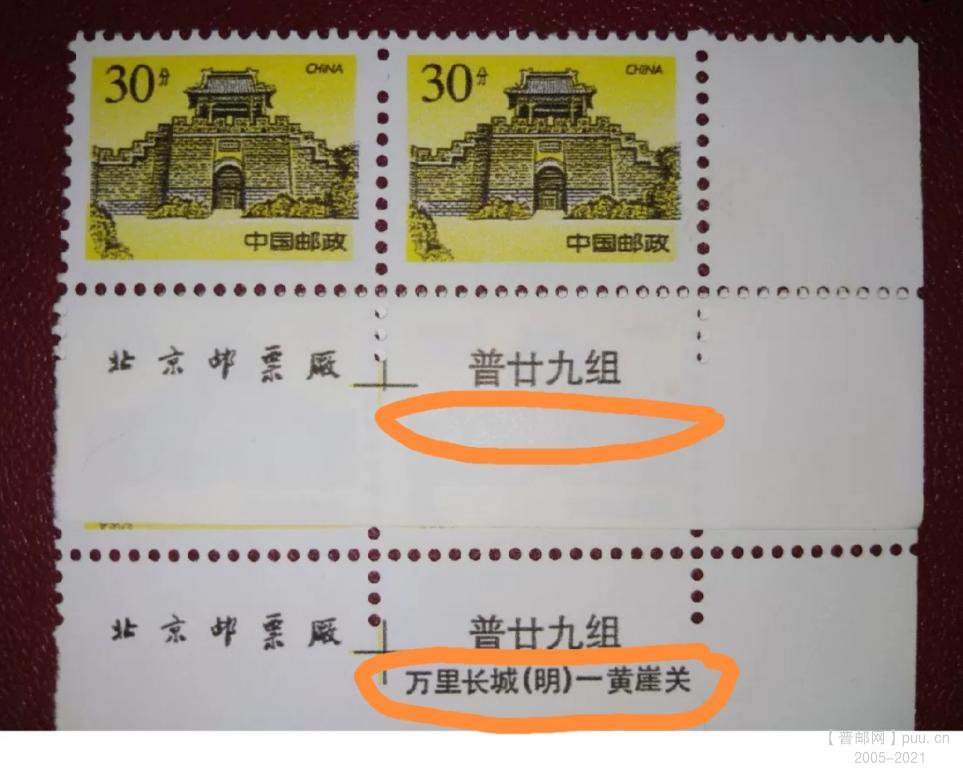 30分 CHINA
中国邮政
30分 CHINA
中国邮政
北京邮票厂
普廿九组
北京邮票厂
普廿九组
万里长城(明)一黄崖关
【普邮网】puu.cn
2005-2021